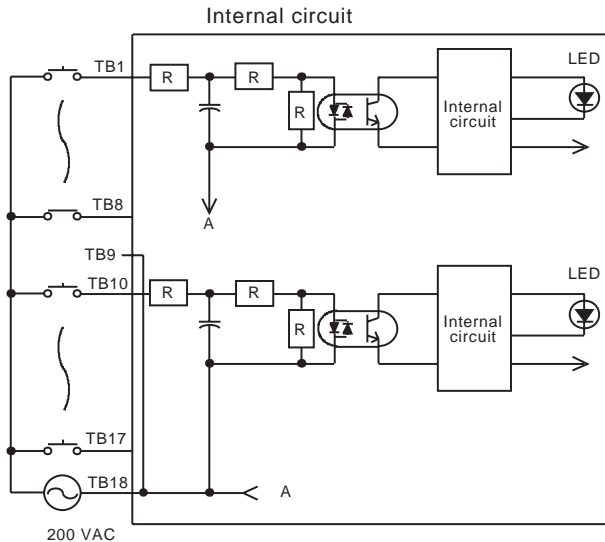 Internal circuit
LED
TB1
R
R
R
Internal
circuit
A
TB8
TB9
TB10
LED
R
R
R
Internal
circuit
TB17
TB18
A
200 VAC